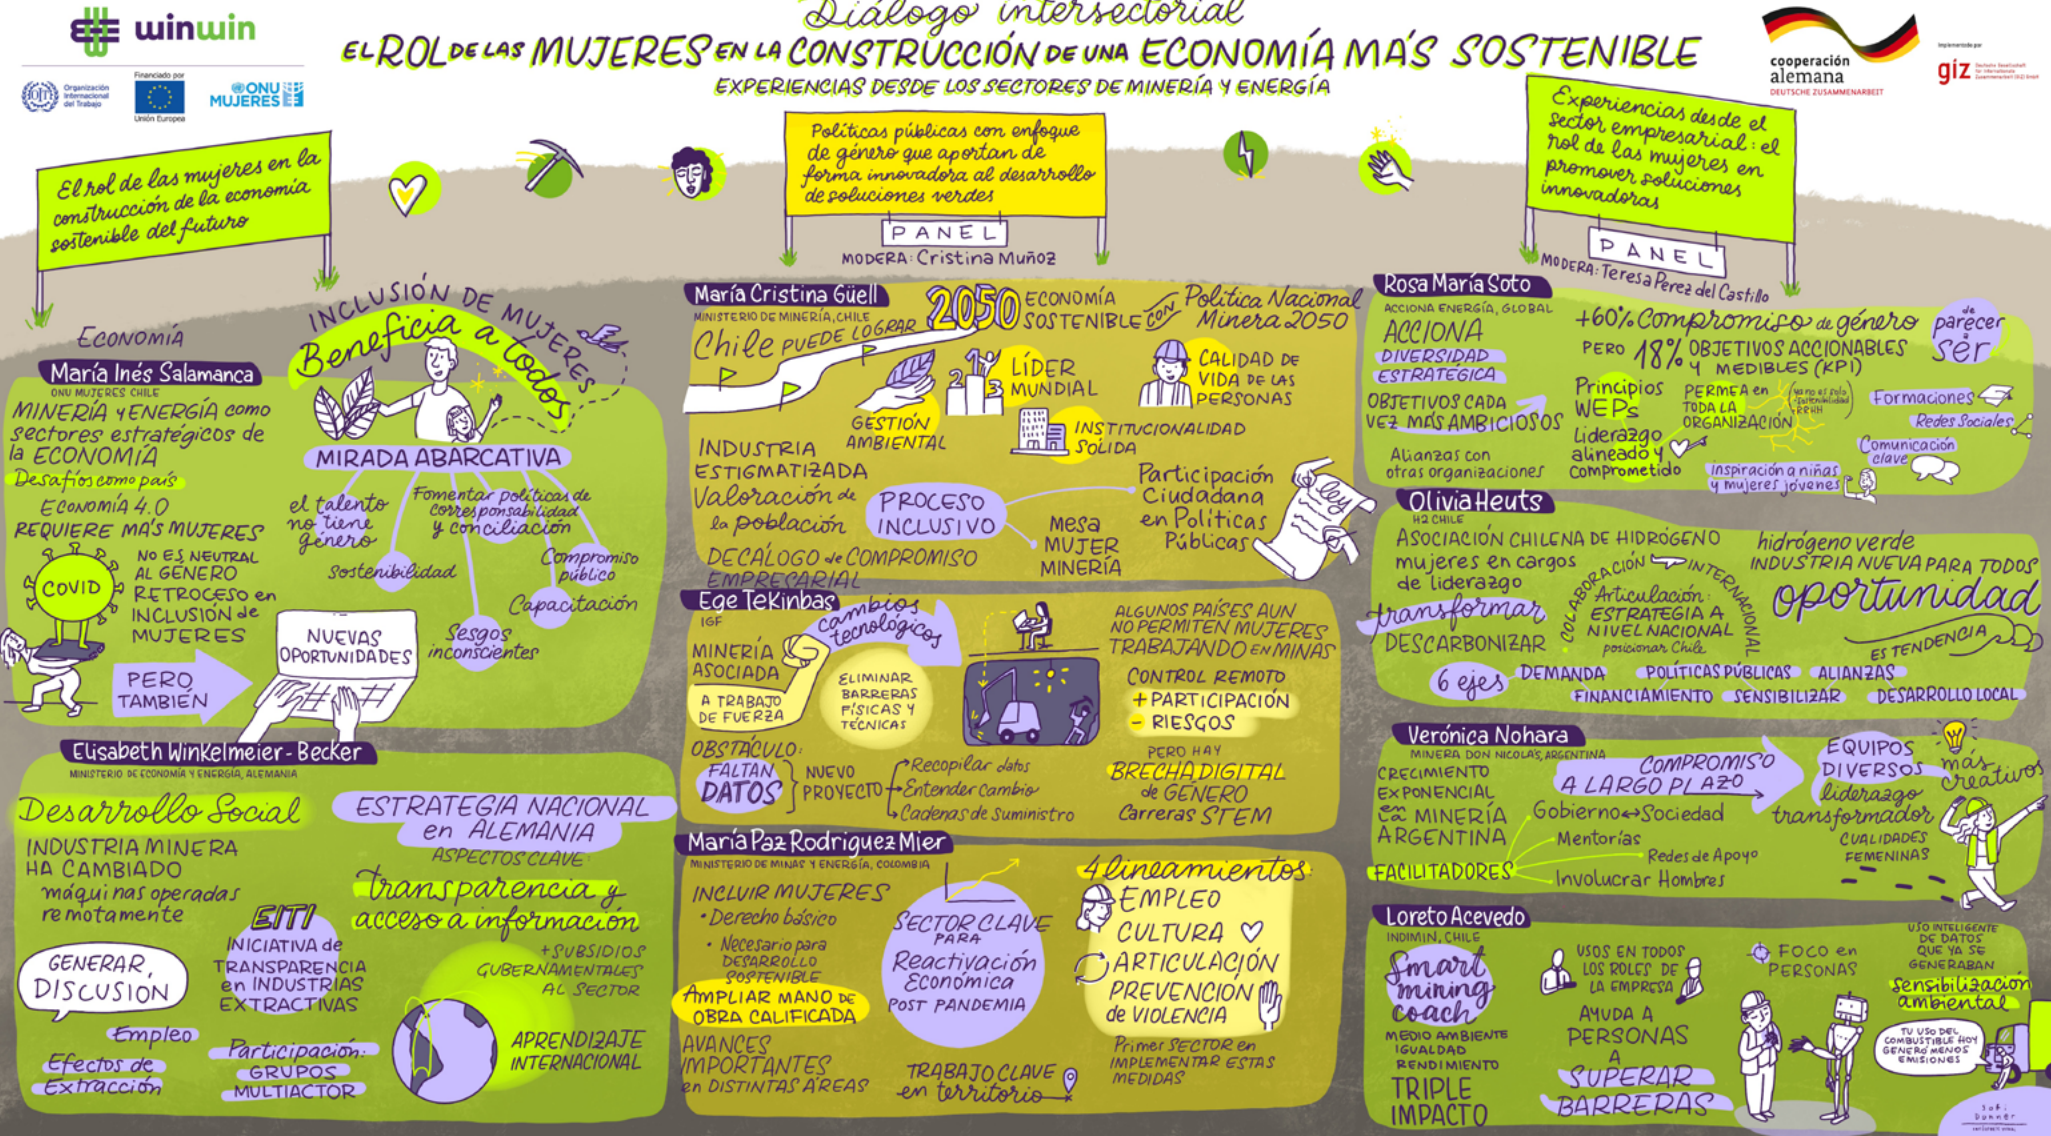 winwin
Organización
Internacional
del Trabajo
Financiado por
Unión Europea
ONU
MUJERES
Diálogo intersectorial
EL ROL DE LAS MUJERES EN LA CONSTRUCCIÓN DE UNA ECONOMÍA MÁS SOSTENIBLE
EXPERIENCIAS DESDE LOS SECTORES DE MINERÍA Y ENERGÍA
cooperación
alemana
DEUTSCHE ZUSAMMENARBEIT
Implementada por
giz
Deutsche Gesellschaft
für Internationale
Zusammenarbeit (GIZ) GmbH
El rol de las mujeres en la
construcción de la economía
sostenible del futuro
ECONOMÍA
María Inés Salamanca
ONU MUJERES CHILE
MINERÍA Y ENERGÍA como
sectores estratégicos de
la ECONOMÍA
Desafíos como país
ECONOMÍA 4.0
REQUIERE MÁS MUJERES
COVID
NO ES NEUTRAL
AL GÉNERO
RETROCESO en
INCLUSIÓN de
MUJERES
PERO
TAMBIÉN
NUEVAS
OPORTUNIDADES
INCLUSIÓN DE MUJERES
Beneficia a todos
MIRADA ABARCATIVA
el talento
no tiene
género
Sostenibilidad
Fomentar políticas de
corresponsabilidad
y conciliación
Sesgos
inconscientes
Compromiso
público
Capacitación
Elisabeth Winkelmeier-Becker
MINISTERIO DE ECONOMÍA Y ENERGÍA, ALEMANIA
Desarrollo Social
INDUSTRIA MINERA
HA CAMBIADO
máquinas operadas
remotamente
GENERAR
DISCUSIÓN
Empleo
Efectos de
Extracción
EITI
INICIATIVA de
TRANSPARENCIA
en INDUSTRIAS
EXTRACTIVAS
Participación:
GRUPOS
MULTIACTOR
ESTRATEGIA NACIONAL
en ALEMANIA
ASPECTOS CLAVE:
transparencia y
acceso a información
+ SUBSIDIOS
GUBERNAMENTALES
AL SECTOR
APRENDIZAJE
INTERNACIONAL
Políticas públicas con enfoque
de género que aportan de
forma innovadora al desarrollo
de soluciones verdes
PANEL
MODERA: Cristina Muñoz
María Cristina Güell
MINISTERIO DE MINERÍA, CHILE
Chile PUEDE LOGRAR
2050
ECONOMÍA
SOSTENIBLE
CON
Política Nacional
Minera 2050
GESTIÓN
AMBIENTAL
1
2
3
LÍDER
MUNDIAL
CALIDAD DE
VIDA DE LAS
PERSONAS
INSTITUCIONALIDAD
SÓLIDA
INDUSTRIA
ESTIGMATIZADA
Valoración de
la población
DECÁLOGO de COMPROMISO
EMPRESARIAL
PROCESO
INCLUSIVO
Mesa
MUJER
MINERÍA
Participación
Ciudadana
en Políticas
Públicas
ley
Ege Tekinbas
IGF
MINERÍA
ASOCIADA
A TRABAJO
DE FUERZA
cambios
tecnológicos
ELIMINAR
BARRERAS
FÍSICAS Y
TÉCNICAS
OBSTÁCULO:
FALTAN
DATOS
NUEVO
PROYECTO
Recopilar datos
Entender Cambio
Cadenas de Suministro
ALGUNOS PAÍSES AUN
NO PERMITEN MUJERES
TRABAJANDO EN MINAS
CONTROL REMOTO
+ PARTICIPACIÓN
- RIESGOS
PERO HAY
BRECHA DIGITAL
de GÉNERO
Carreras STEM
María Paz Rodriguez Mier
MINISTERIO DE MINAS Y ENERGÍA, COLOMBIA
INCLUIR MUJERES
• Derecho básico
• Necesario para
DESARROLLO
SOSTENIBLE
AMPLIAR MANO DE
OBRA CALIFICADA
AVANCES
IMPORTANTES
en DISTINTAS ÁREAS
SECTOR CLAVE
PARA
Reactivación
Económica
POST PANDEMIA
TRABAJO CLAVE
en territorio
4 lineamientos:
EMPLEO
CULTURA
ARTICULACIÓN
PREVENCIÓN
de VIOLENCIA
Primer SECTOR en
IMPLEMENTAR ESTAS
MEDIDAS
Experiencias desde el
sector empresarial: el
rol de las mujeres en
promover soluciones
innovadoras
PANEL
MODERA: Teresa Perez del Castillo
Rosa María Soto
ACCIONA ENERGÍA, GLOBAL
ACCIONA
DIVERSIDAD
ESTRATÉGICA
OBJETIVOS CADA
VEZ MÁS AMBICIOSOS
Alianzas con
otras organizaciones
+60% Compromiso de género
PERO 18% OBJETIVOS ACCIONABLES
Y MEDIBLES (KPI)
de
parecer
a
ser
Principios
WEPs
Liderazgo
alineado y
comprometido
PERMEA en
TODA LA
ORGANIZACIÓN
(ya no es solo
-Sostenibilidad
-RRHH)
Inspiración a niñas
y mujeres jóvenes
Formaciones
Redes Sociales
Comunicación
clave
Olivia Heuts
H2 CHILE
ASOCIACIÓN CHILENA DE HIDRÓGENO
mujeres en cargos
de liderazgo
transformar
DESCARBONIZAR
COLABORACIÓN INTERNACIONAL
Articulación:
ESTRATEGIA A
NIVEL NACIONAL
posicionar Chile
hidrógeno verde
INDUSTRIA NUEVA PARA TODOS
oportunidad
ES TENDENCIA
6 ejes
DEMANDA
POLÍTICAS PÚBLICAS
ALIANZAS
FINANCIAMIENTO
SENSIBILIZAR
DESARROLLO LOCAL
Verónica Nohara
MINERA DON NICOLÁS, ARGENTINA
CRECIMIENTO
EXPONENCIAL
en
LA MINERÍA
ARGENTINA
FACILITADORES
COMPROMISO
A LARGO PLAZO
Gobierno↔Sociedad
Mentorías
Redes de Apoyo
Involucrar Hombres
EQUIPOS
DIVERSOS
más
creativos
liderazgo
transformador
CUALIDADES
FEMENINAS
Loreto Acevedo
INDIMIN, CHILE
Smart
mining
coach
MEDIO AMBIENTE
IGUALDAD
RENDIMIENTO
TRIPLE
IMPACTO
USOS EN TODOS
LOS ROLES DE
LA EMPRESA
AYUDA A
PERSONAS
A
SUPERAR
BARRERAS
FOCO en
PERSONAS
USO INTELIGENTE
DE DATOS
QUE YA SE
GENERABAN
Sensibilización
ambiental
TU USO DEL
COMBUSTIBLE HOY
GENERÓ MENOS
EMISIONES
Sofi
Donner